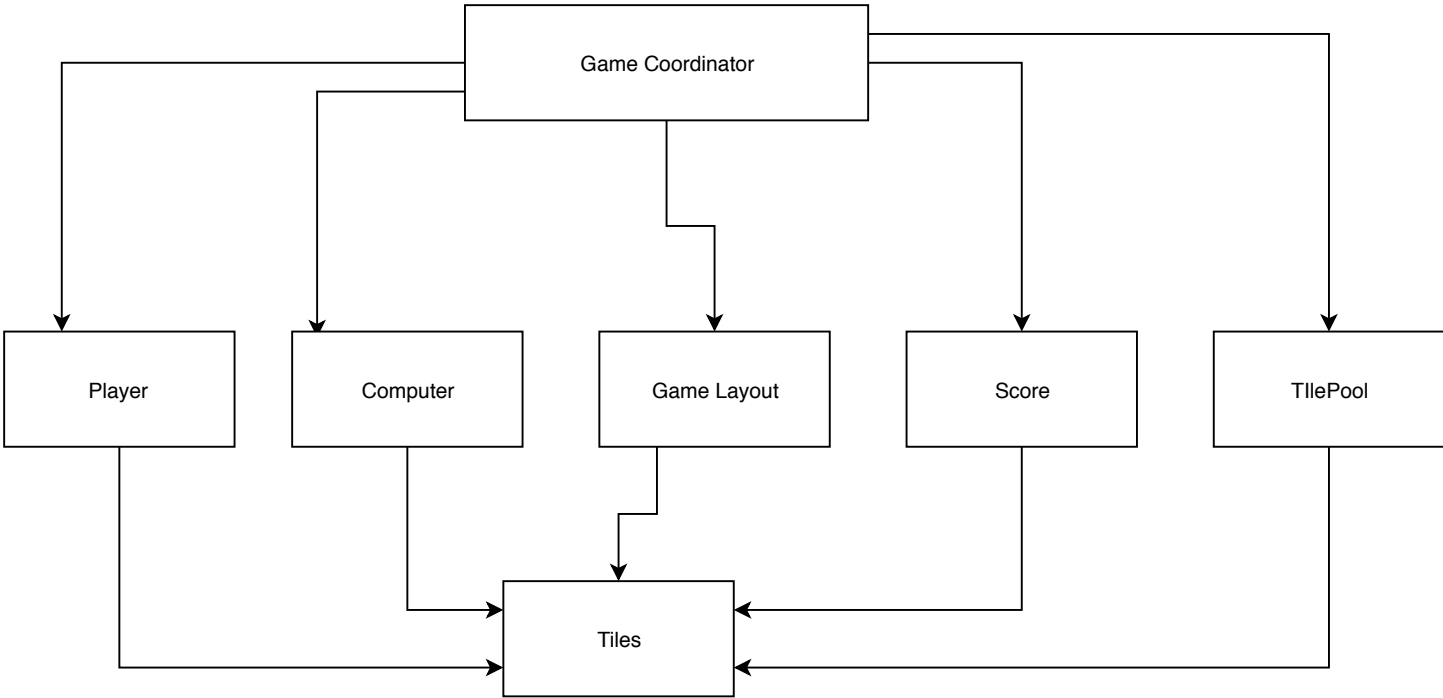 Game Coordinator
Player
Computer
Game Layout
Score
TIlePool
Tiles